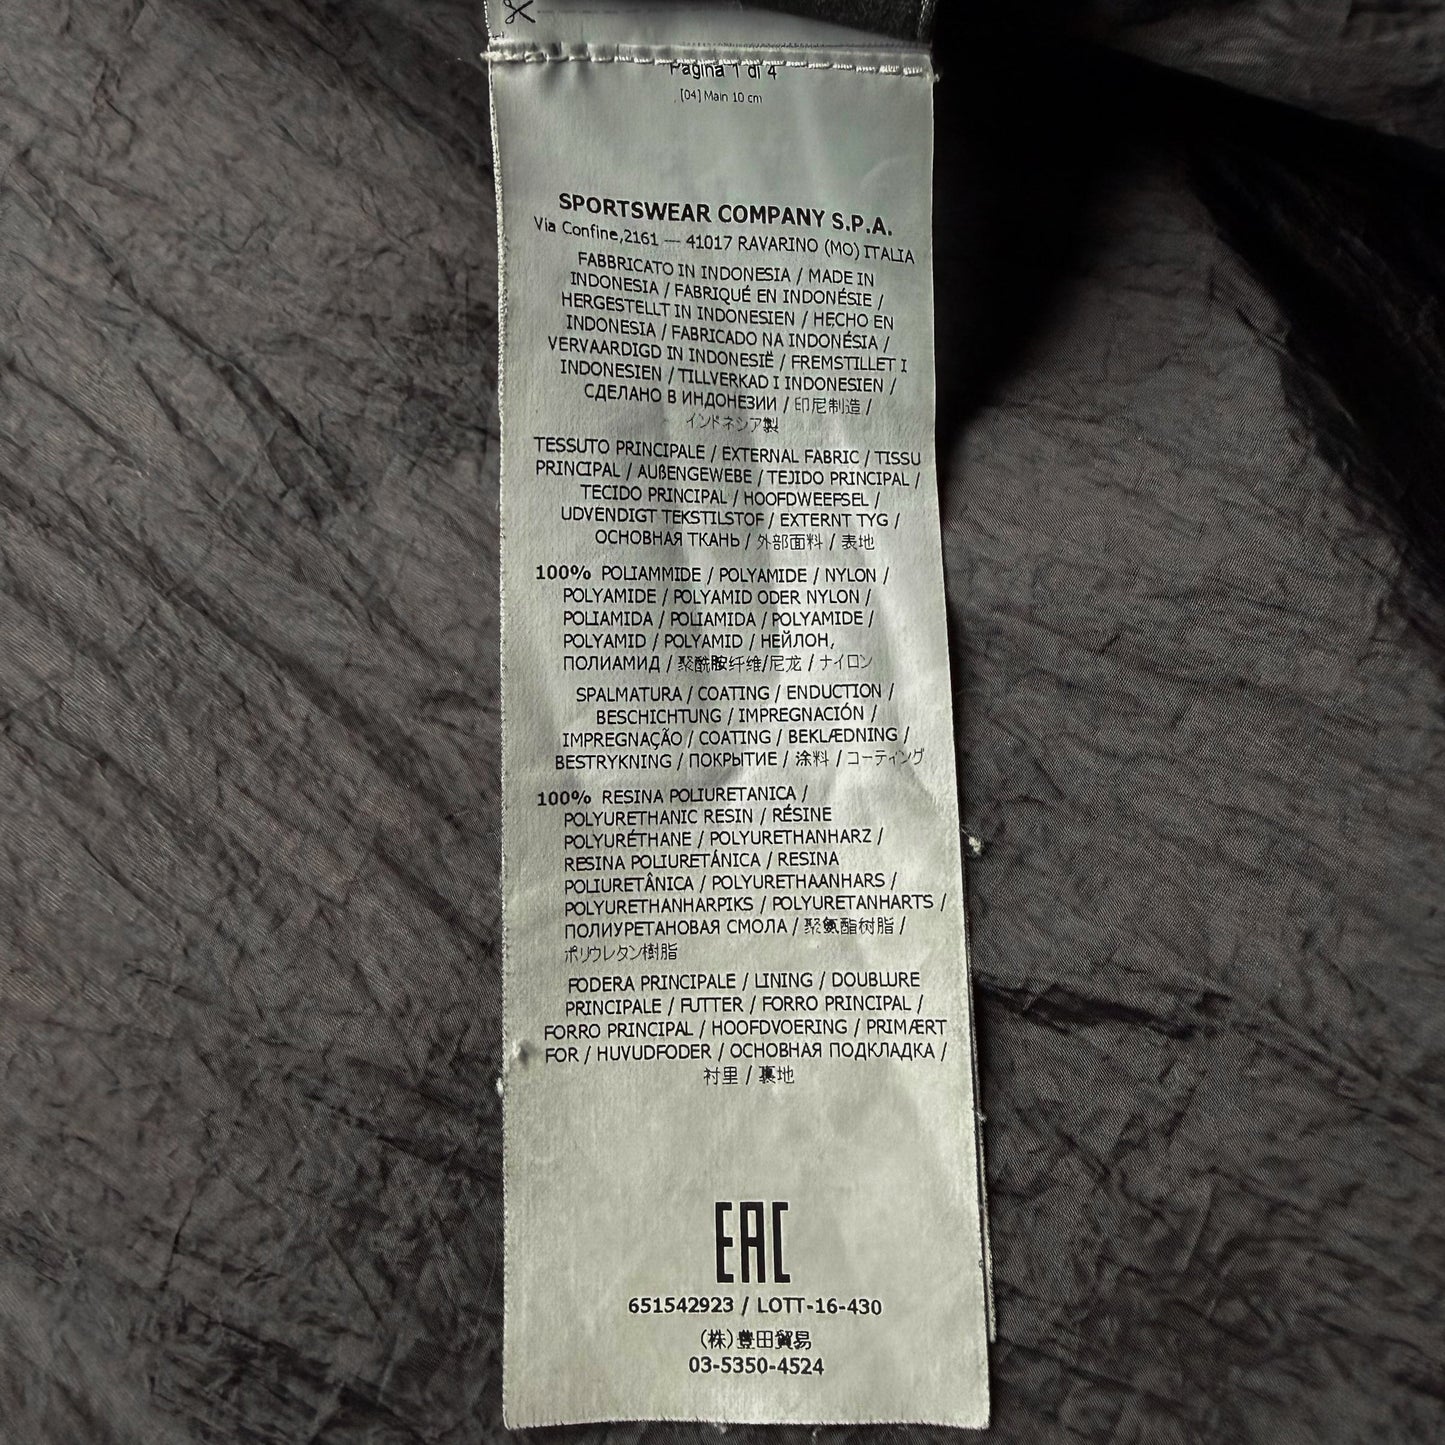 Pagina 1 di 4
[04] Main 10 cm
SPORTSWEAR COMPANY S.P.A.
Via Confine,2161 — 41017 RAVARINO (MO) ITALIA
FABBRICATO IN INDONESIA / MADE IN
INDONESIA / FABRIQUÉ EN INDONÉSIE /
HERGESTELLT IN INDONESIEN / HECHO EN
INDONESIA / FABRICADO NA INDONÉSIA /
VERVAARDIGD IN INDONESIË / FREMSTILLET I
INDONESIEN / TILLVERKAD I INDONESIEN /
СДЕЛАНО В ИНДОНЕЗИИ / 印尼制造 /
インドネシア製
TESSUTO PRINCIPALE / EXTERNAL FABRIC / TISSU
PRINCIPAL / AUßENGEWEBE / TEJIDO PRINCIPAL /
TECIDO PRINCIPAL / HOOFDWEEFSEL /
UDVENDIGT TEKSTILSTOF / EXTERNT TYG /
ОСНОВНАЯ ТКАНЬ / 外部面料 / 表地
100% POLIAMMIDE / POLYAMIDE / NYLON /
POLYAMIDE / POLYAMID ODER NYLON /
POLIAMIDA / POLIAMIDA / POLYAMIDE /
POLYAMID / POLYAMID / НЕЙЛОН,
ПОЛИАМИД / 聚酰胺纤维/尼龙 / ナイロン
SPALMATURA / COATING / ENDUCTION /
BESCHICHTUNG / IMPREGNACIÓN /
IMPREGNAÇÃO / COATING / BEKLÆDNING /
BESTRYKNING / ПОКРЫТИЕ / 涂料 / コーティング
100% RESINA POLIURETANICA /
POLYURETHANIC RESIN / RÉSINE
POLYURÉTHANE / POLYURETHANHARZ /
RESINA POLIURETÁNICA / RESINA
POLIURETÂNICA / POLYURETHAANHARS /
POLYURETHANHARPIKS / POLYURETANHARTS /
ПОЛИУРЕТАНОВАЯ СМОЛА / 聚氨酯树脂 /
ポリウレタン樹脂
FODERA PRINCIPALE / LINING / DOUBLURE
PRINCIPALE / FUTTER / FORRO PRINCIPAL /
FORRO PRINCIPAL / HOOFDVOERING / PRIMÆRT
FOR / HUVUDFODER / ОСНОВНАЯ ПОДКЛАДКА /
衬里 / 裏地
EAC
651542923 / LOTT-16-430
(株)豊田貿易
03-5350-4524